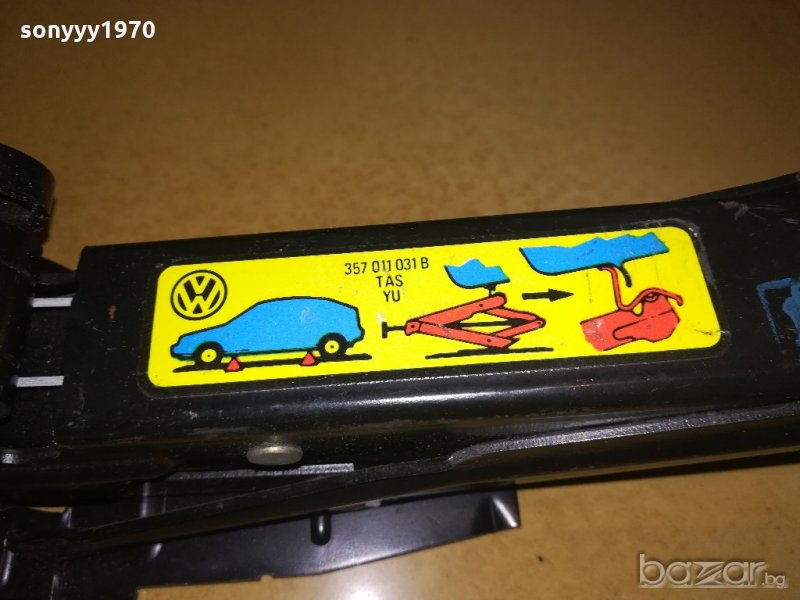 sonyyy1970
357 011 031 B
TAS
YU
bazar.bg